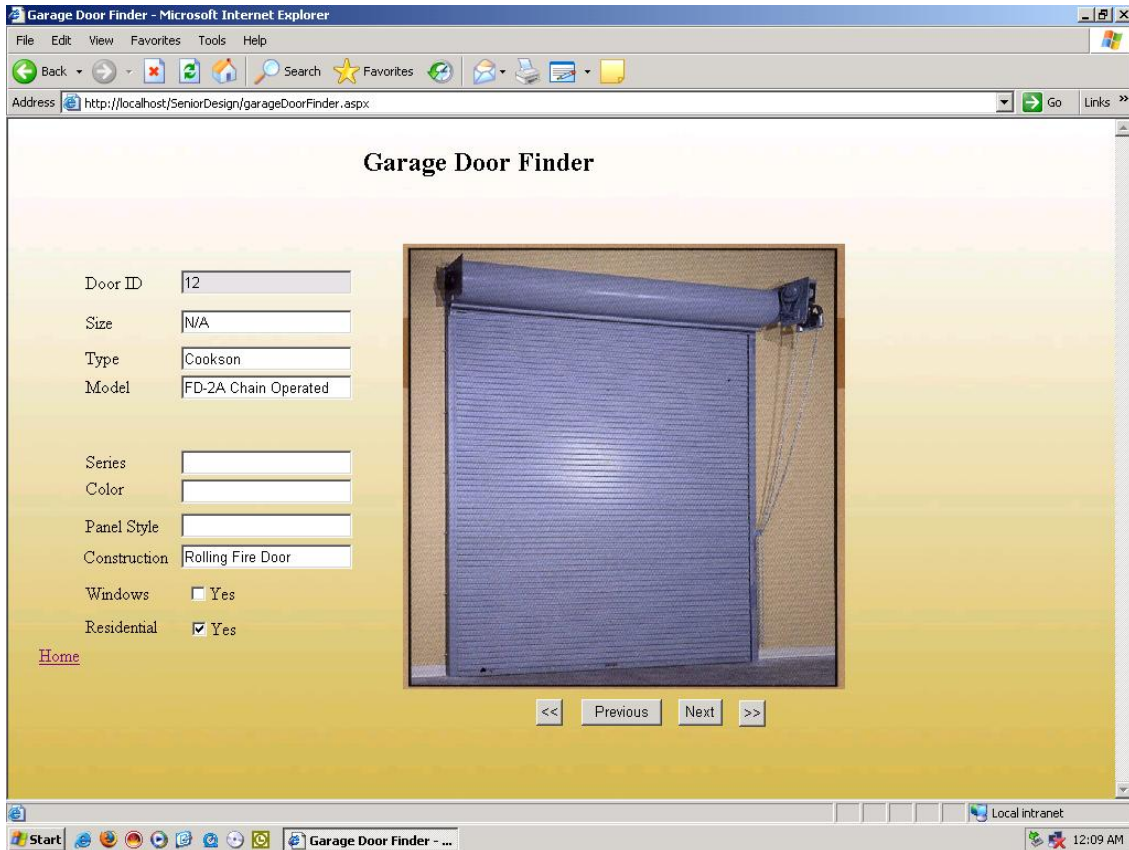 Garage Door Finder - Microsoft Internet Explorer
File Edit View Favorites Tools Help
Back Search Favorites
Address http://localhost/SeniorDesign/garageDoorFinder.aspx Go Links »
Garage Door Finder
Door ID 12
Size N/A
Type Cookson
Model FD-2A Chain Operated
Series
Color
Panel Style
Construction Rolling Fire Door
Windows Yes
Residential Yes
Home
<< Previous Next >>
Local intranet
Start Garage Door Finder - ... 12:09 AM